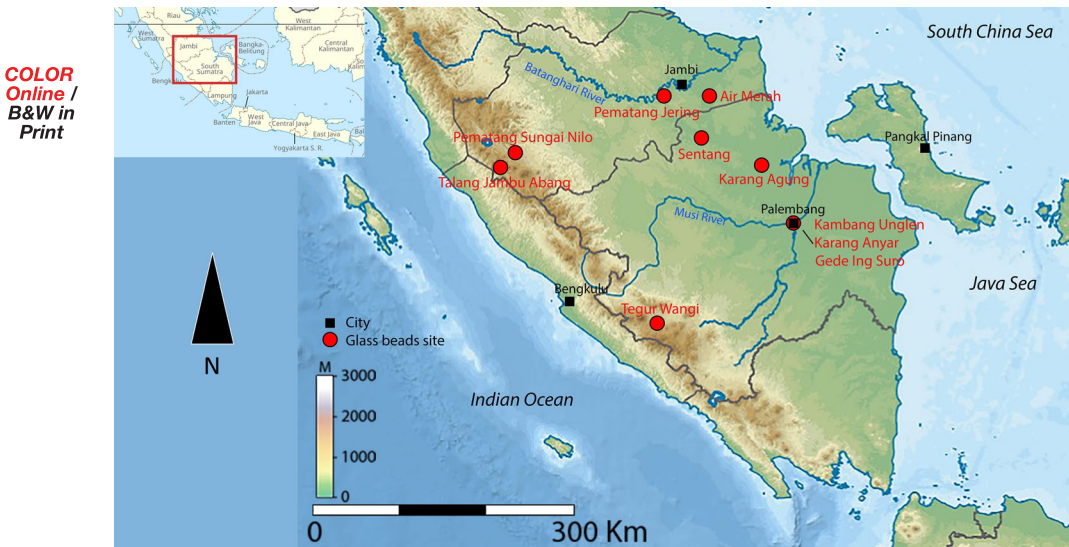 COLOR
Online /
B&W in
Print
Riau
West
Sumatra
Jambi
Bangka-
Belitung
South
Sumatra
Bengkulu
Lampung
Jakarta
Banten
West
Java
Central Java
East Java
Yogyakarta S. R.
West
Kalimantan
Central
Kalimantan
South China Sea
Batanghari River
Jambi
Pematang Jering
Air Merah
Pematang Sungai Nilo
Talang Jambu Abang
Sentang
Karang Agung
Pangkal Pinang
Musi River
Palembang
Kambang Unglen
Karang Anyar
Gede Ing Suro
Java Sea
Bengkulu
Tegur Wangi
City
Glass beads site
N
M
3000
2000
1000
0
Indian Ocean
0
300 Km